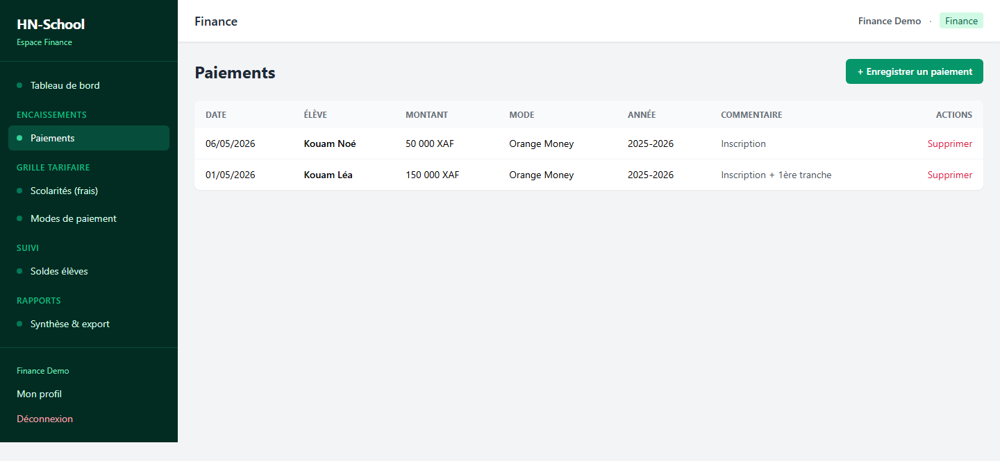 HN-School
Espace Finance
Tableau de bord
ENCAISSEMENTS
Paiements
GRILLE TARIFAIRE
Scolarités (frais)
Modes de paiement
SUIVI
Soldes élèves
RAPPORTS
Synthèse & export
Finance Demo
Mon profil
Déconnexion
Finance
Finance Demo · Finance
Paiements
+ Enregistrer un paiement
DATE ÉLÈVE MONTANT MODE ANNÉE COMMENTAIRE ACTIONS
06/05/2026 Kouam Noé 50 000 XAF Orange Money 2025-2026 Inscription Supprimer
01/05/2026 Kouam Léa 150 000 XAF Orange Money 2025-2026 Inscription + 1ère tranche Supprimer